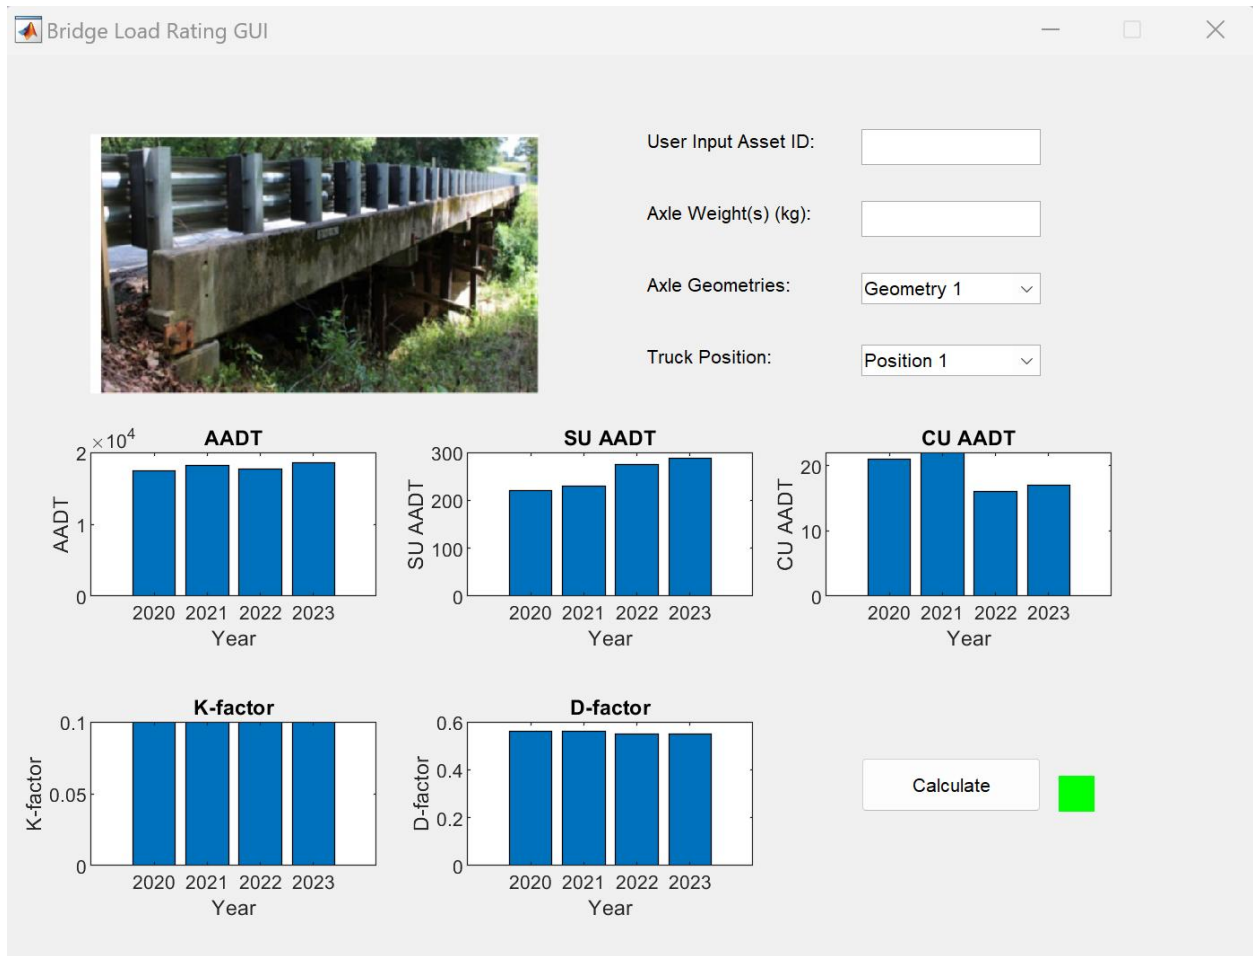 Bridge Load Rating GUI
User Input Asset ID:
Axle Weight(s) (kg):
Axle Geometries:
Geometry 1
Truck Position:
Position 1
AADT
×10^4
2
1
0
AADT
2020 2021 2022 2023
Year
SU AADT
300
200
100
0
SU AADT
2020 2021 2022 2023
Year
CU AADT
20
10
0
CU AADT
2020 2021 2022 2023
Year
K-factor
0.1
0.05
0
K-factor
2020 2021 2022 2023
Year
D-factor
0.6
0.4
0.2
0
D-factor
2020 2021 2022 2023
Year
Calculate